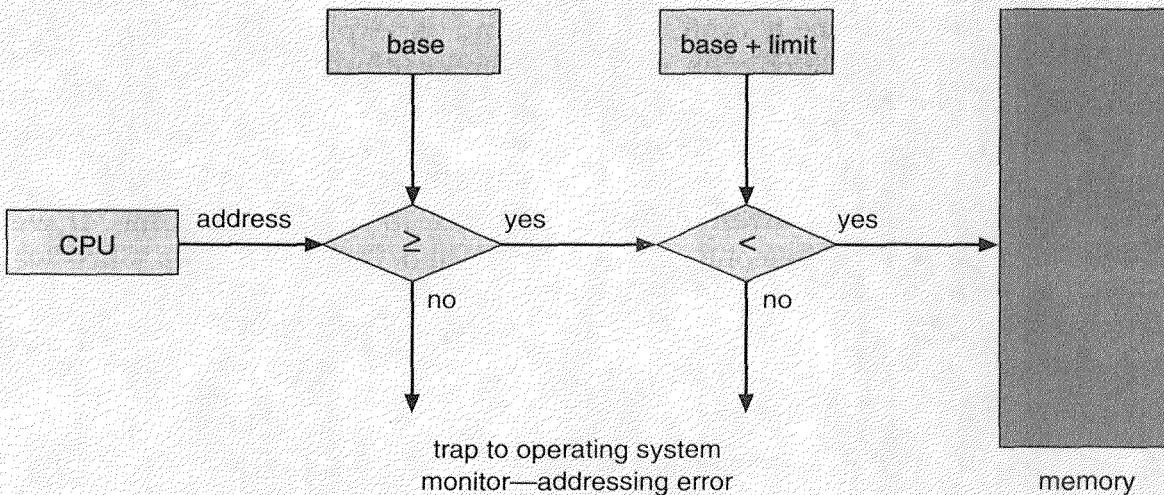 base
base + limit
CPU
address
≥
yes
<
yes
no
no
trap to operating system
monitor—addressing error
memory